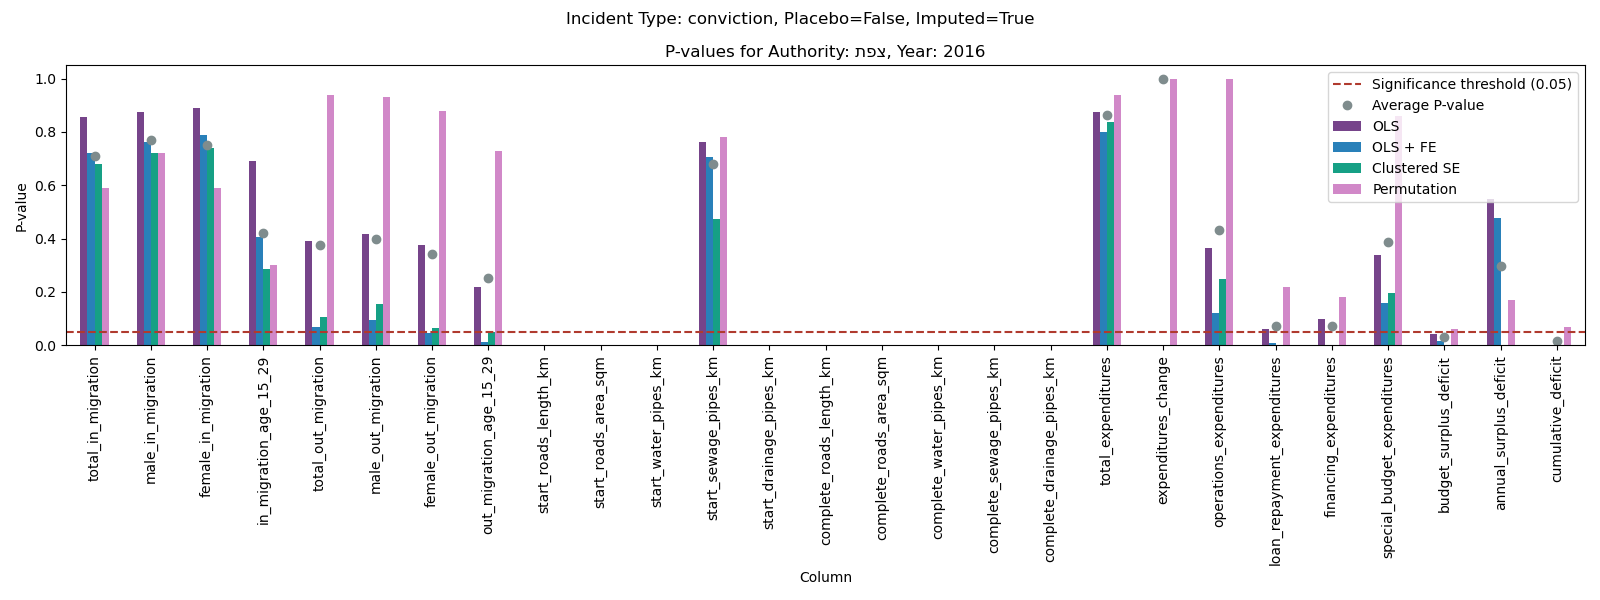 Incident Type: conviction, Placebo=False, Imputed=True
P-values for Authority: צפת, Year: 2016
P-value
1.0
0.8
0.6
0.4
0.2
0.0
Significance threshold (0.05)
Average P-value
OLS
OLS + FE
Clustered SE
Permutation
total_in_migration
male_in_migration
female_in_migration
in_migration_age_15_29
total_out_migration
male_out_migration
female_out_migration
out_migration_age_15_29
start_roads_length_km
start_roads_area_sqm
start_water_pipes_km
start_sewage_pipes_km
start_drainage_pipes_km
complete_roads_length_km
complete_roads_area_sqm
complete_water_pipes_km
complete_sewage_pipes_km
complete_drainage_pipes_km
total_expenditures
expenditures_change
operations_expenditures
loan_repayment_expenditures
financing_expenditures
special_budget_expenditures
budget_surplus_deficit
annual_surplus_deficit
cumulative_deficit
Column